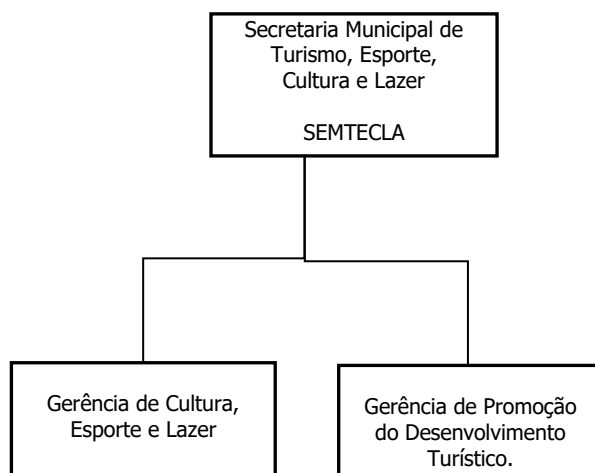 Secretaria Municipal de
Turismo, Esporte,
Cultura e Lazer
SEMTECLA
Gerência de Cultura,
Esporte e Lazer
Gerência de Promoção
do Desenvolvimento
Turístico.